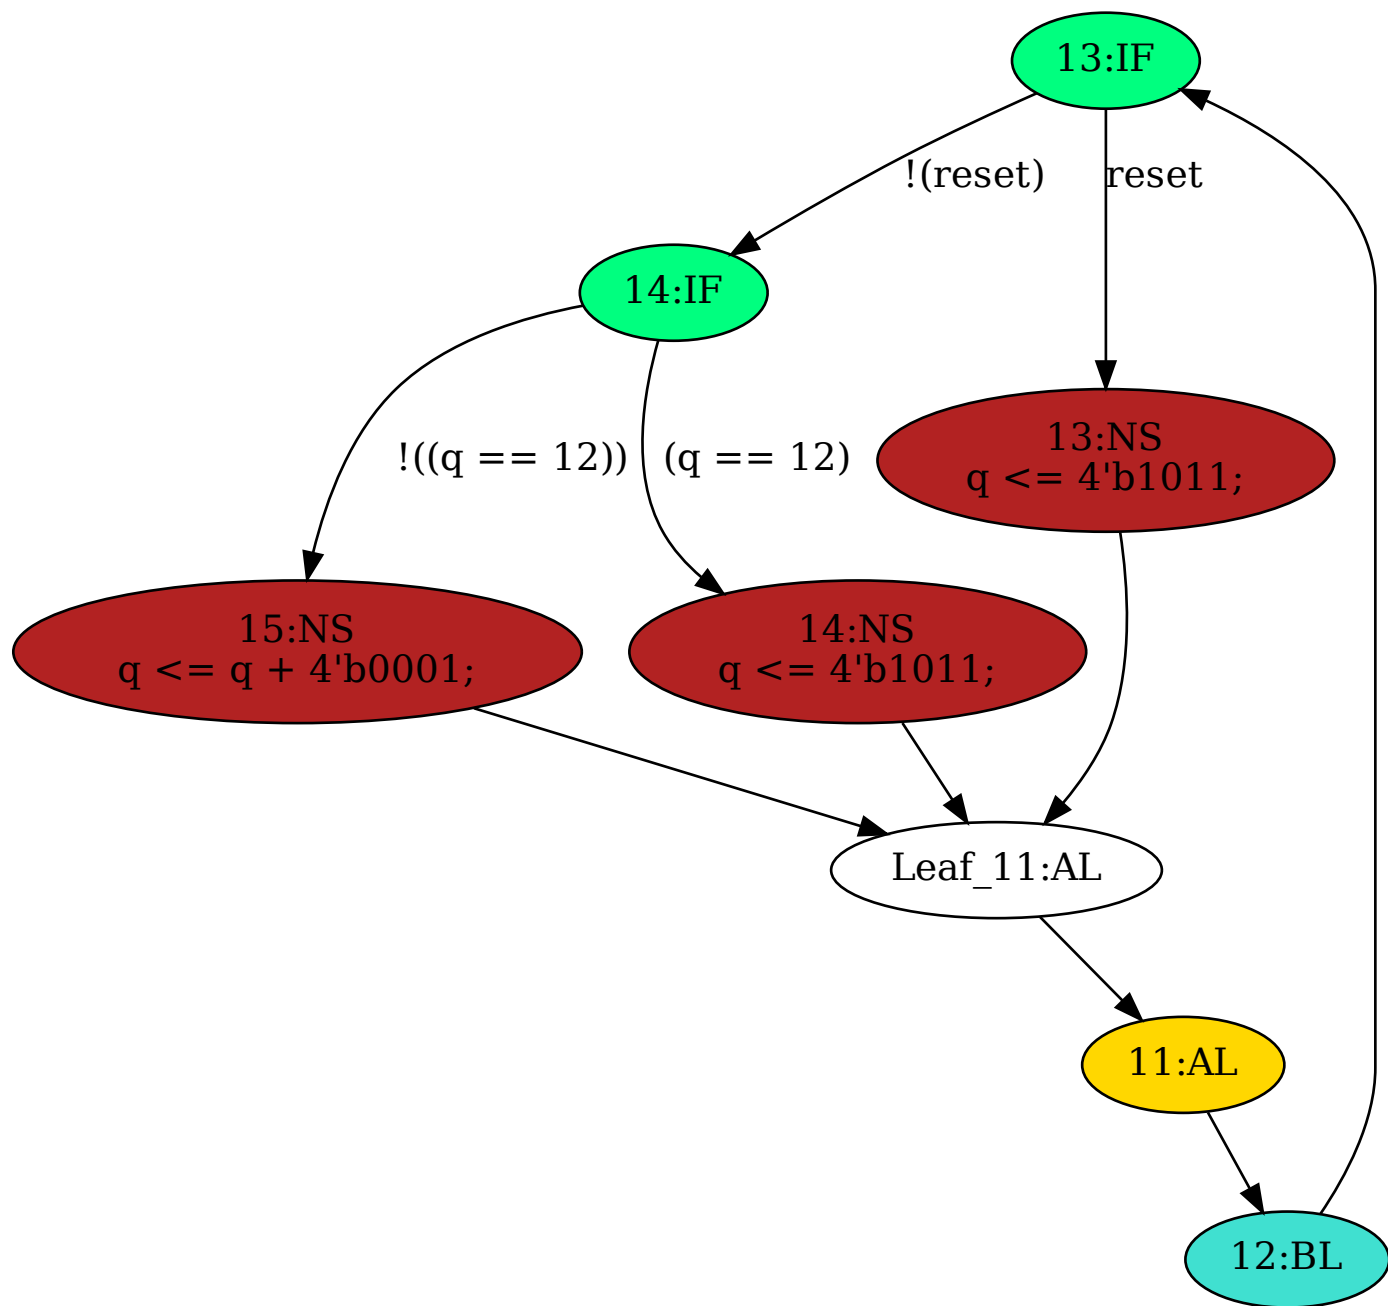 13:IF
!(reset)
reset
14:IF
13:NS
q <= 4'b1011;
!((q == 12))
(q == 12)
15:NS
q <= q + 4'b0001;
14:NS
q <= 4'b1011;
Leaf_11:AL
11:AL
12:BL